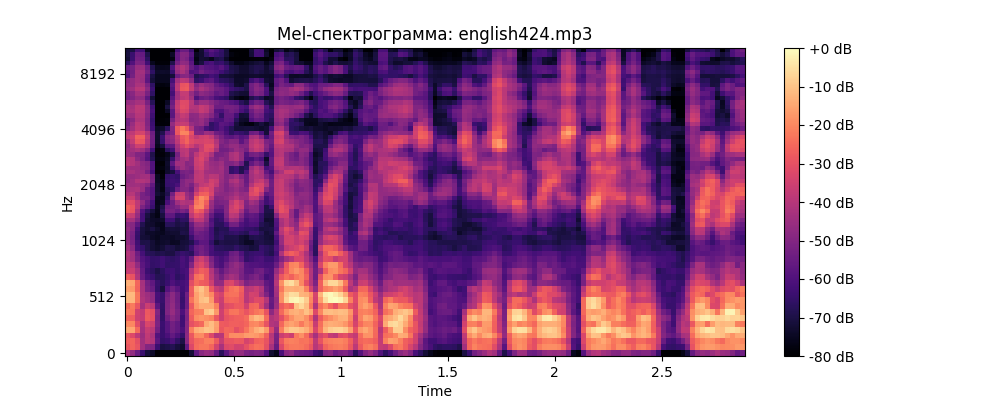 Mel-спектрограмма: english424.mp3
8192
4096
2048
1024
512
0
Hz
0
0.5
1
1.5
2
2.5
Time
+0 dB
-10 dB
-20 dB
-30 dB
-40 dB
-50 dB
-60 dB
-70 dB
-80 dB